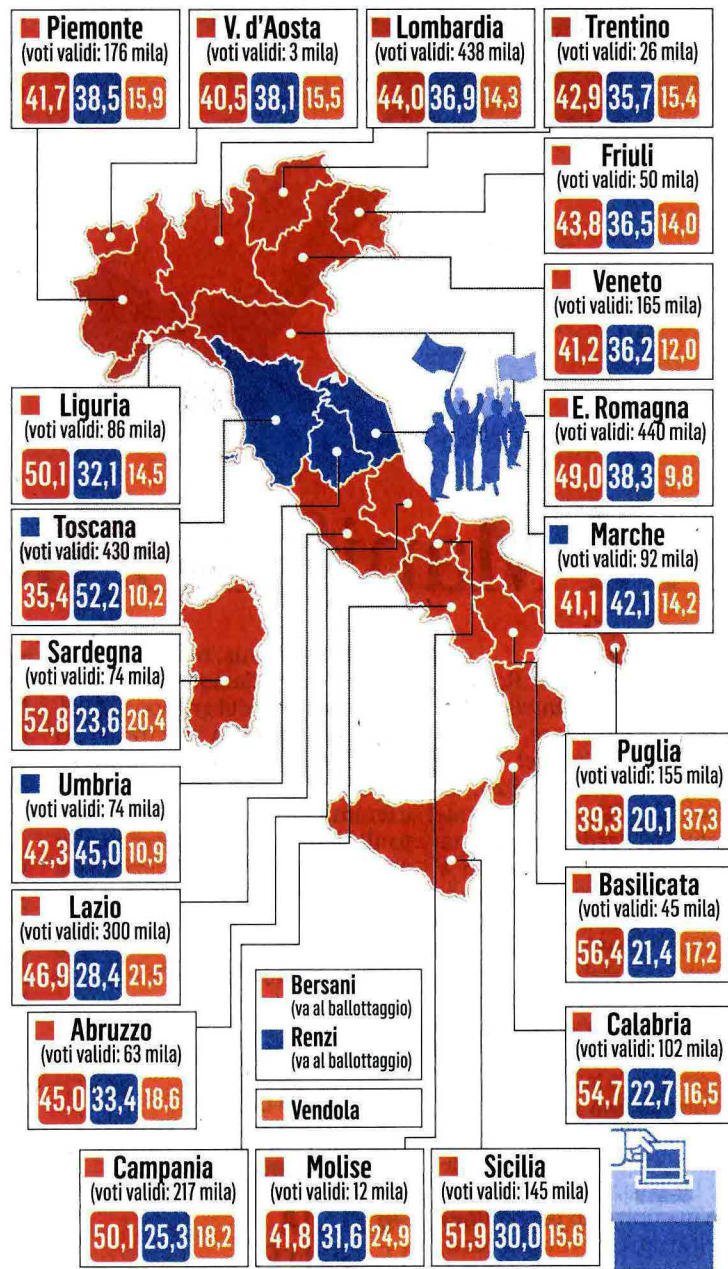 Piemonte
(voti validi: 176 mila)
41,7 38,5 15,9
V. d'Aosta
(voti validi: 3 mila)
40,5 38,1 15,5
Lombardia
(voti validi: 438 mila)
44,0 36,9 14,3
Trentino
(voti validi: 26 mila)
42,9 35,7 15,4
Friuli
(voti validi: 50 mila)
43,8 36,5 14,0
Veneto
(voti validi: 165 mila)
41,2 36,2 12,0
Liguria
(voti validi: 86 mila)
50,1 32,1 14,5
E. Romagna
(voti validi: 440 mila)
49,0 38,3 9,8
Toscana
(voti validi: 430 mila)
35,4 52,2 10,2
Marche
(voti validi: 92 mila)
41,1 42,1 14,2
Sardegna
(voti validi: 74 mila)
52,8 23,6 20,4
Umbria
(voti validi: 74 mila)
42,3 45,0 10,9
Puglia
(voti validi: 155 mila)
39,3 20,1 37,3
Lazio
(voti validi: 300 mila)
46,9 28,4 21,5
Basilicata
(voti validi: 45 mila)
56,4 21,4 17,2
Abruzzo
(voti validi: 63 mila)
45,0 33,4 18,6
Bersani
(va al ballottaggio)
Renzi
(va al ballottaggio)
Vendola
Calabria
(voti validi: 102 mila)
54,7 22,7 16,5
Campania
(voti validi: 217 mila)
50,1 25,3 18,2
Molise
(voti validi: 12 mila)
41,8 31,6 24,9
Sicilia
(voti validi: 145 mila)
51,9 30,0 15,6